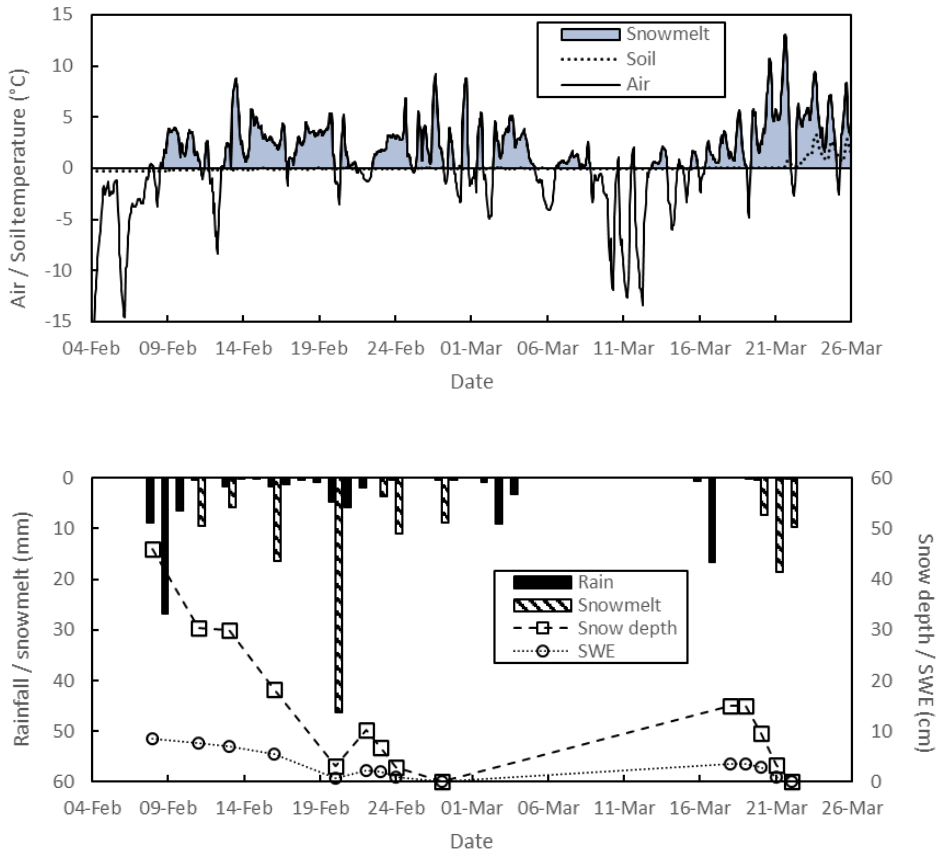 15
10
5
0
-5
-10
-15
Air / Soil temperature (°C)
Snowmelt
Soil
Air
04-Feb 09-Feb 14-Feb 19-Feb 24-Feb 01-Mar 06-Mar 11-Mar 16-Mar 21-Mar 26-Mar
Date
0
10
20
30
40
50
60
Rainfall / snowmelt (mm)
Rain
Snowmelt
Snow depth
SWE
60
50
40
30
20
10
0
Snow depth / SWE (cm)
04-Feb 09-Feb 14-Feb 19-Feb 24-Feb 01-Mar 06-Mar 11-Mar 16-Mar 21-Mar 26-Mar
Date